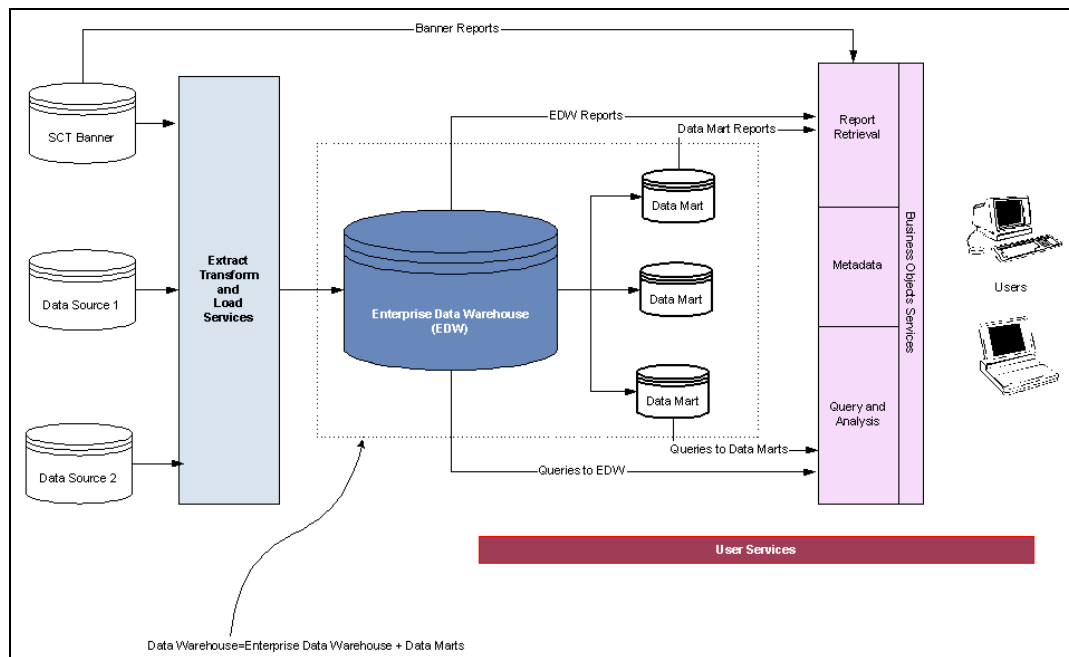 Banner Reports
SCT Banner
Data Source 1
Data Source 2
Extract
Transform
and
Load
Services
EDW Reports
Data Mart Reports
Enterprise Data Warehouse
(EDW)
Data Mart
Data Mart
Data Mart
Queries to Data Marts
Queries to EDW
Report
Retrieval
Metadata
Query and
Analysis
Business Objects Services
Users
User Services
Data Warehouse=Enterprise Data Warehouse + Data Marts